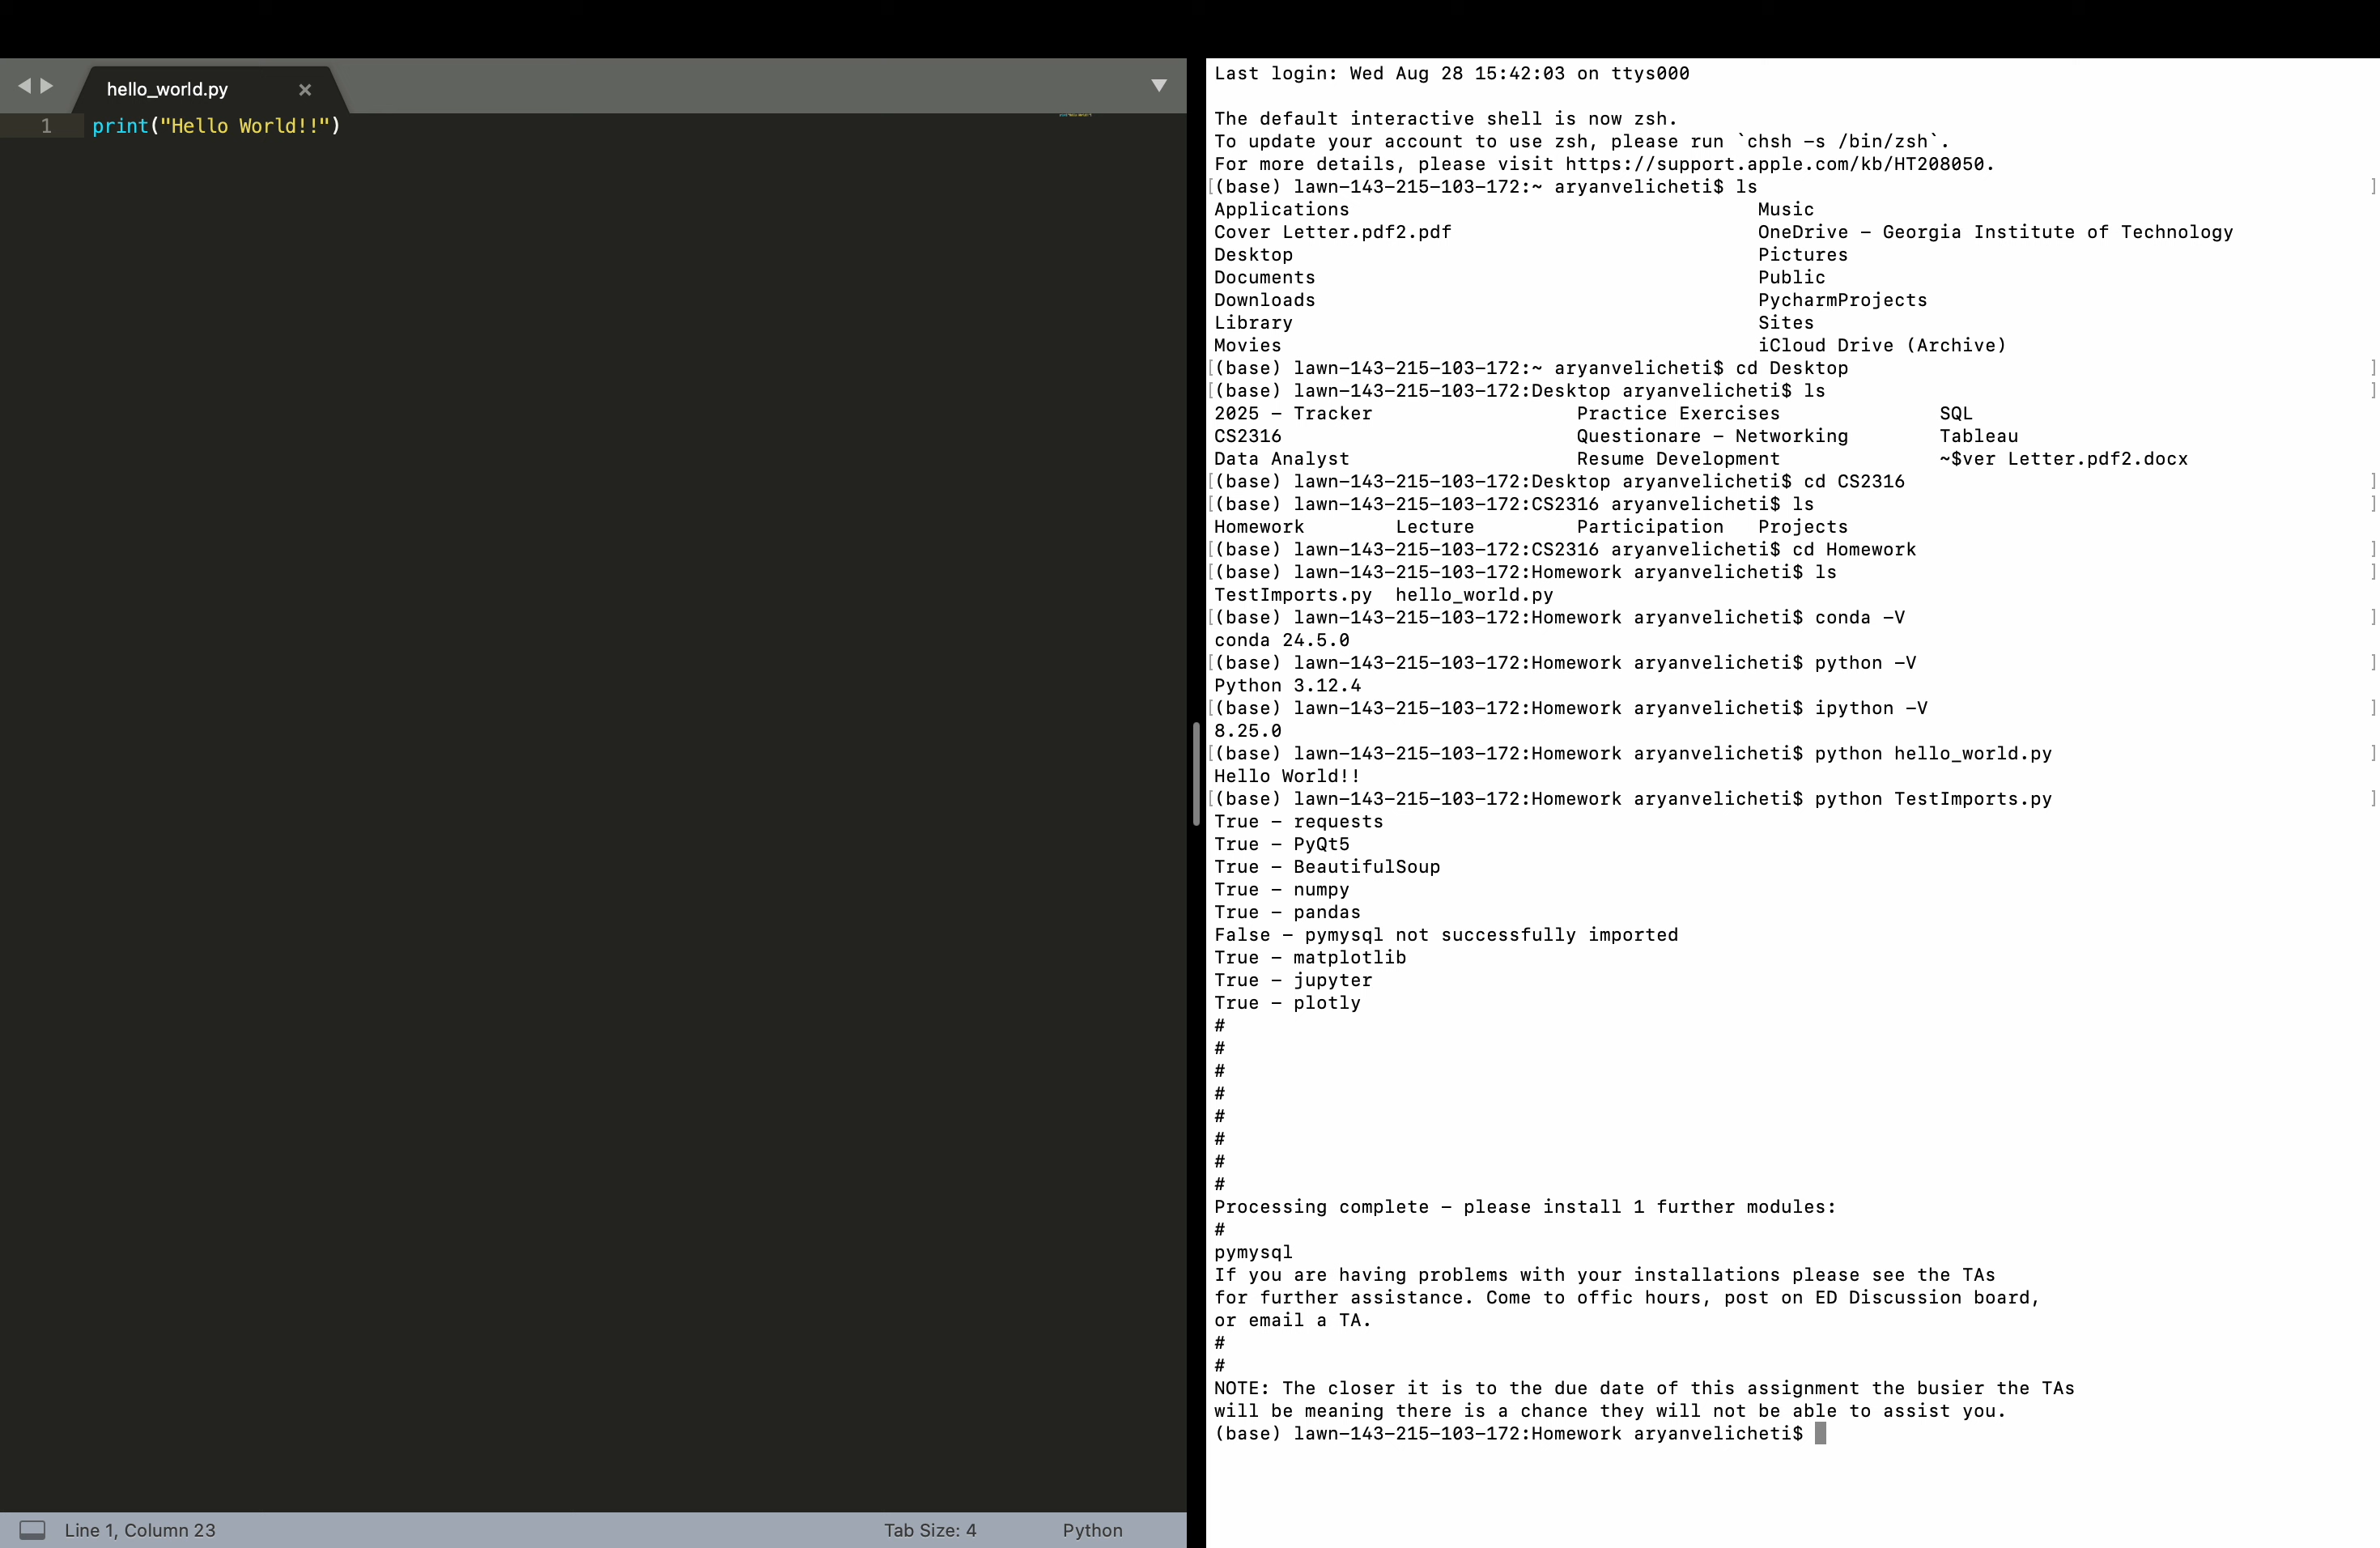 hello_world.py
1 print("Hello World!!")
Line 1, Column 23 Tab Size: 4 Python
Last login: Wed Aug 28 15:42:03 on ttys000
The default interactive shell is now zsh.
To update your account to use zsh, please run `chsh -s /bin/zsh`.
For more details, please visit https://support.apple.com/kb/HT208050.
[(base) lawn-143-215-103-172:~ aryanvelicheti$ ls ]
Applications Music
Cover Letter.pdf2.pdf OneDrive - Georgia Institute of Technology
Desktop Pictures
Documents Public
Downloads PycharmProjects
Library Sites
Movies iCloud Drive (Archive)
[(base) lawn-143-215-103-172:~ aryanvelicheti$ cd Desktop ]
[(base) lawn-143-215-103-172:Desktop aryanvelicheti$ ls ]
2025 - Tracker Practice Exercises SQL
CS2316 Questionare - Networking Tableau
Data Analyst Resume Development ~$ver Letter.pdf2.docx
[(base) lawn-143-215-103-172:Desktop aryanvelicheti$ cd CS2316 ]
[(base) lawn-143-215-103-172:CS2316 aryanvelicheti$ ls ]
Homework Lecture Participation Projects
[(base) lawn-143-215-103-172:CS2316 aryanvelicheti$ cd Homework ]
[(base) lawn-143-215-103-172:Homework aryanvelicheti$ ls ]
TestImports.py hello_world.py
[(base) lawn-143-215-103-172:Homework aryanvelicheti$ conda -V ]
conda 24.5.0
[(base) lawn-143-215-103-172:Homework aryanvelicheti$ python -V ]
Python 3.12.4
[(base) lawn-143-215-103-172:Homework aryanvelicheti$ ipython -V ]
8.25.0
[(base) lawn-143-215-103-172:Homework aryanvelicheti$ python hello_world.py ]
Hello World!!
[(base) lawn-143-215-103-172:Homework aryanvelicheti$ python TestImports.py ]
True - requests
True - PyQt5
True - BeautifulSoup
True - numpy
True - pandas
False - pymysql not successfully imported
True - matplotlib
True - jupyter
True - plotly
#
#
#
#
#
#
#
#
Processing complete - please install 1 further modules:
#
pymysql
If you are having problems with your installations please see the TAs
for further assistance. Come to offic hours, post on ED Discussion board,
or email a TA.
#
#
NOTE: The closer it is to the due date of this assignment the busier the TAs
will be meaning there is a chance they will not be able to assist you.
(base) lawn-143-215-103-172:Homework aryanvelicheti$